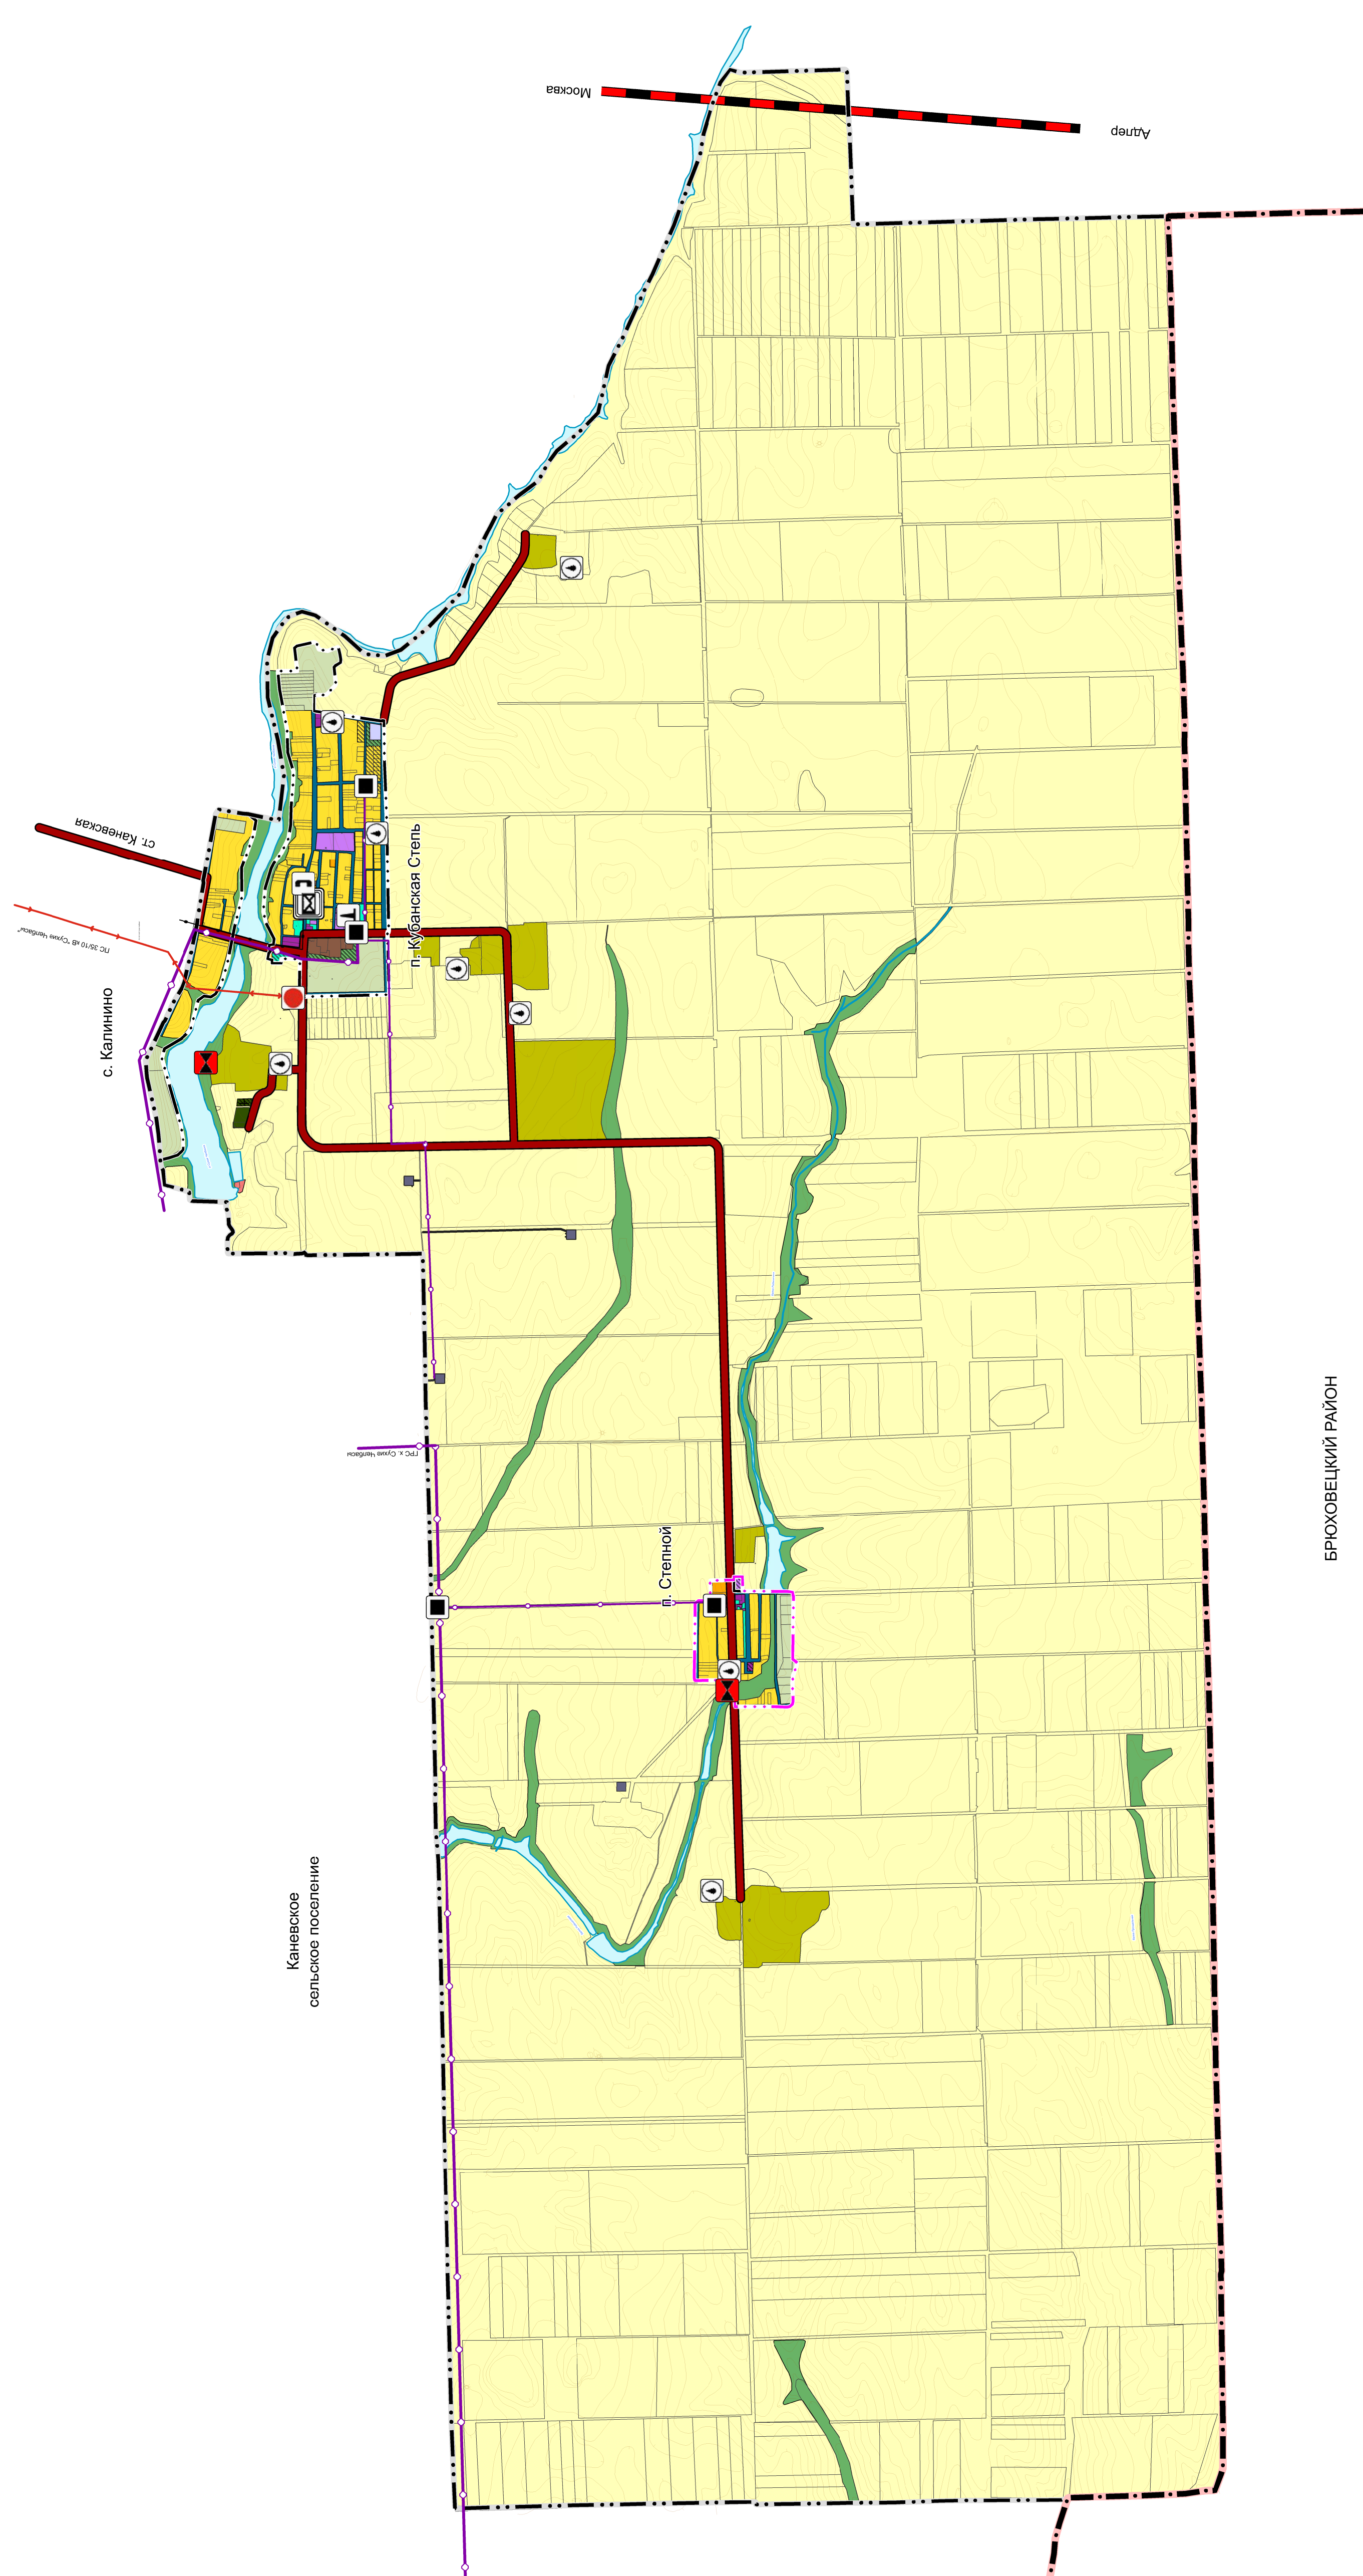 Москва
Адлер
ст. Каневская
ПС 35/10 кВ "Сухие Челбасы"
п. Кубанская Степь
с. Калинино
ГРС х. Сухие Челбасы
п. Степной
БРЮХОВЕЦКИЙ РАЙОН
Каневское
сельское поселение